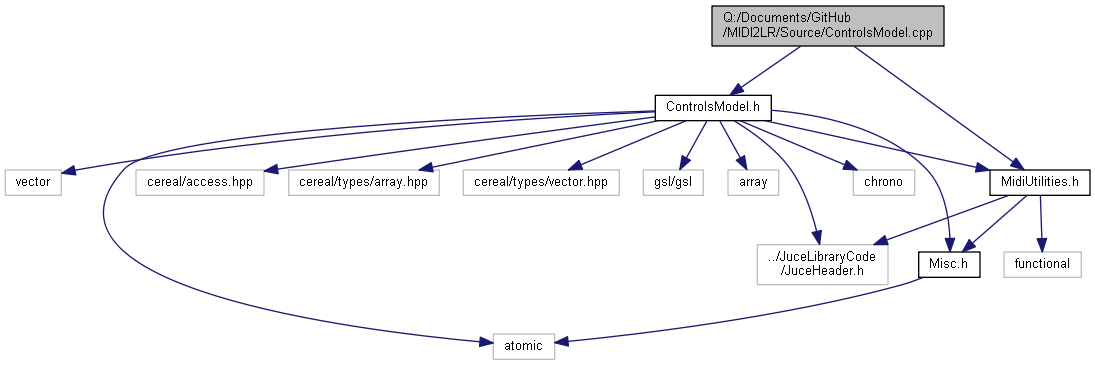 Q:/Documents/GitHub
/MIDI2LR/Source/ControlsModel.cpp
ControlsModel.h
vector
cereal/access.hpp
cereal/types/array.hpp
cereal/types/vector.hpp
gsl/gsl
array
chrono
MidiUtilities.h
../JuceLibraryCode
/JuceHeader.h
Misc.h
functional
atomic